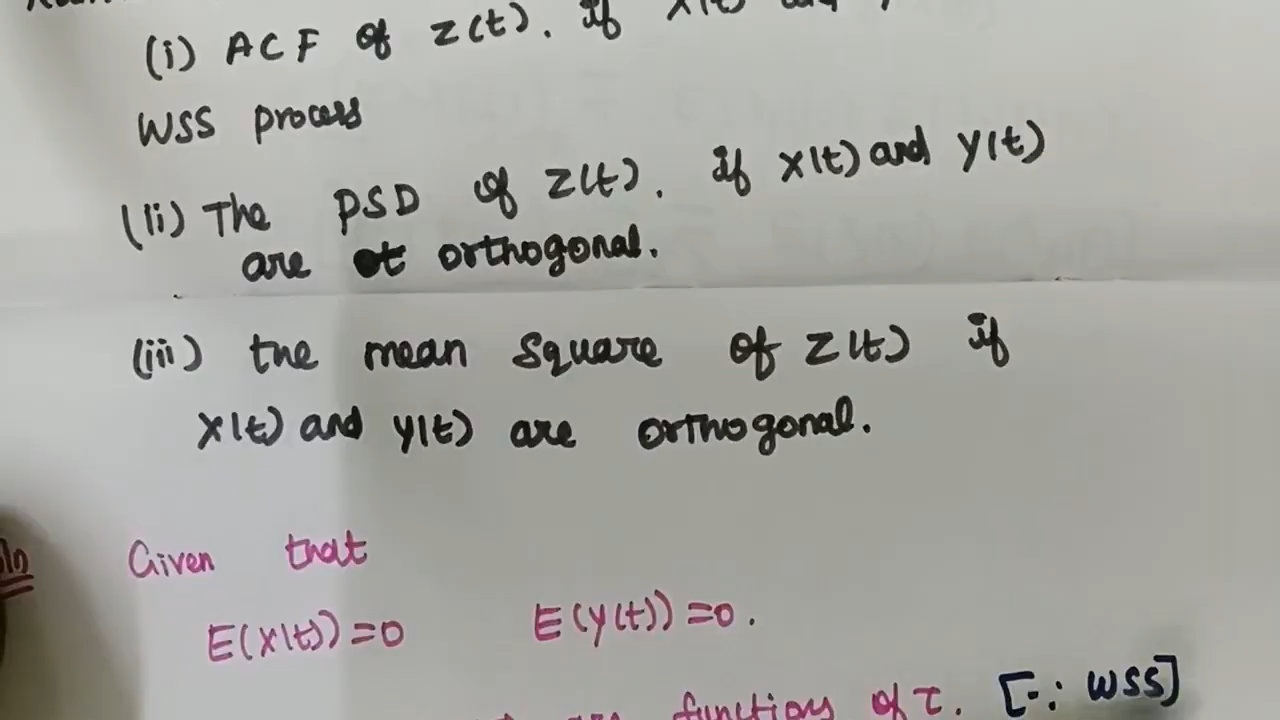 (i) ACF of Z(t). if X(t) and
WSS process
(ii) The PSD of Z(t). if X(t) and Y(t)
are orthogonal.
(iii) the mean square of Z(t) if
X(t) and Y(t) are orthogonal.
Given that
E(X(t))=0 E(Y(t))=0.
functions of τ. [∵ WSS]